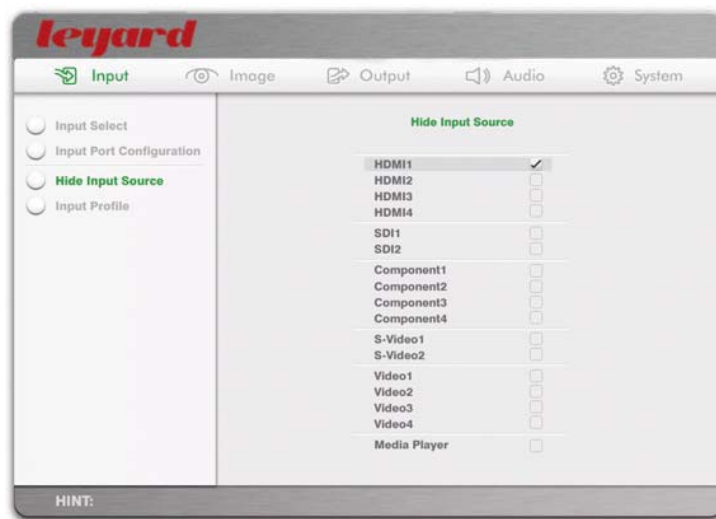 leyard
Input Image Output Audio System
Input Select
Input Port Configuration
Hide Input Source
Input Profile
Hide Input Source
HDMI1
HDMI2
HDMI3
HDMI4
SDI1
SDI2
Component1
Component2
Component3
Component4
S-Video1
S-Video2
Video1
Video2
Video3
Video4
Media Player
HINT: